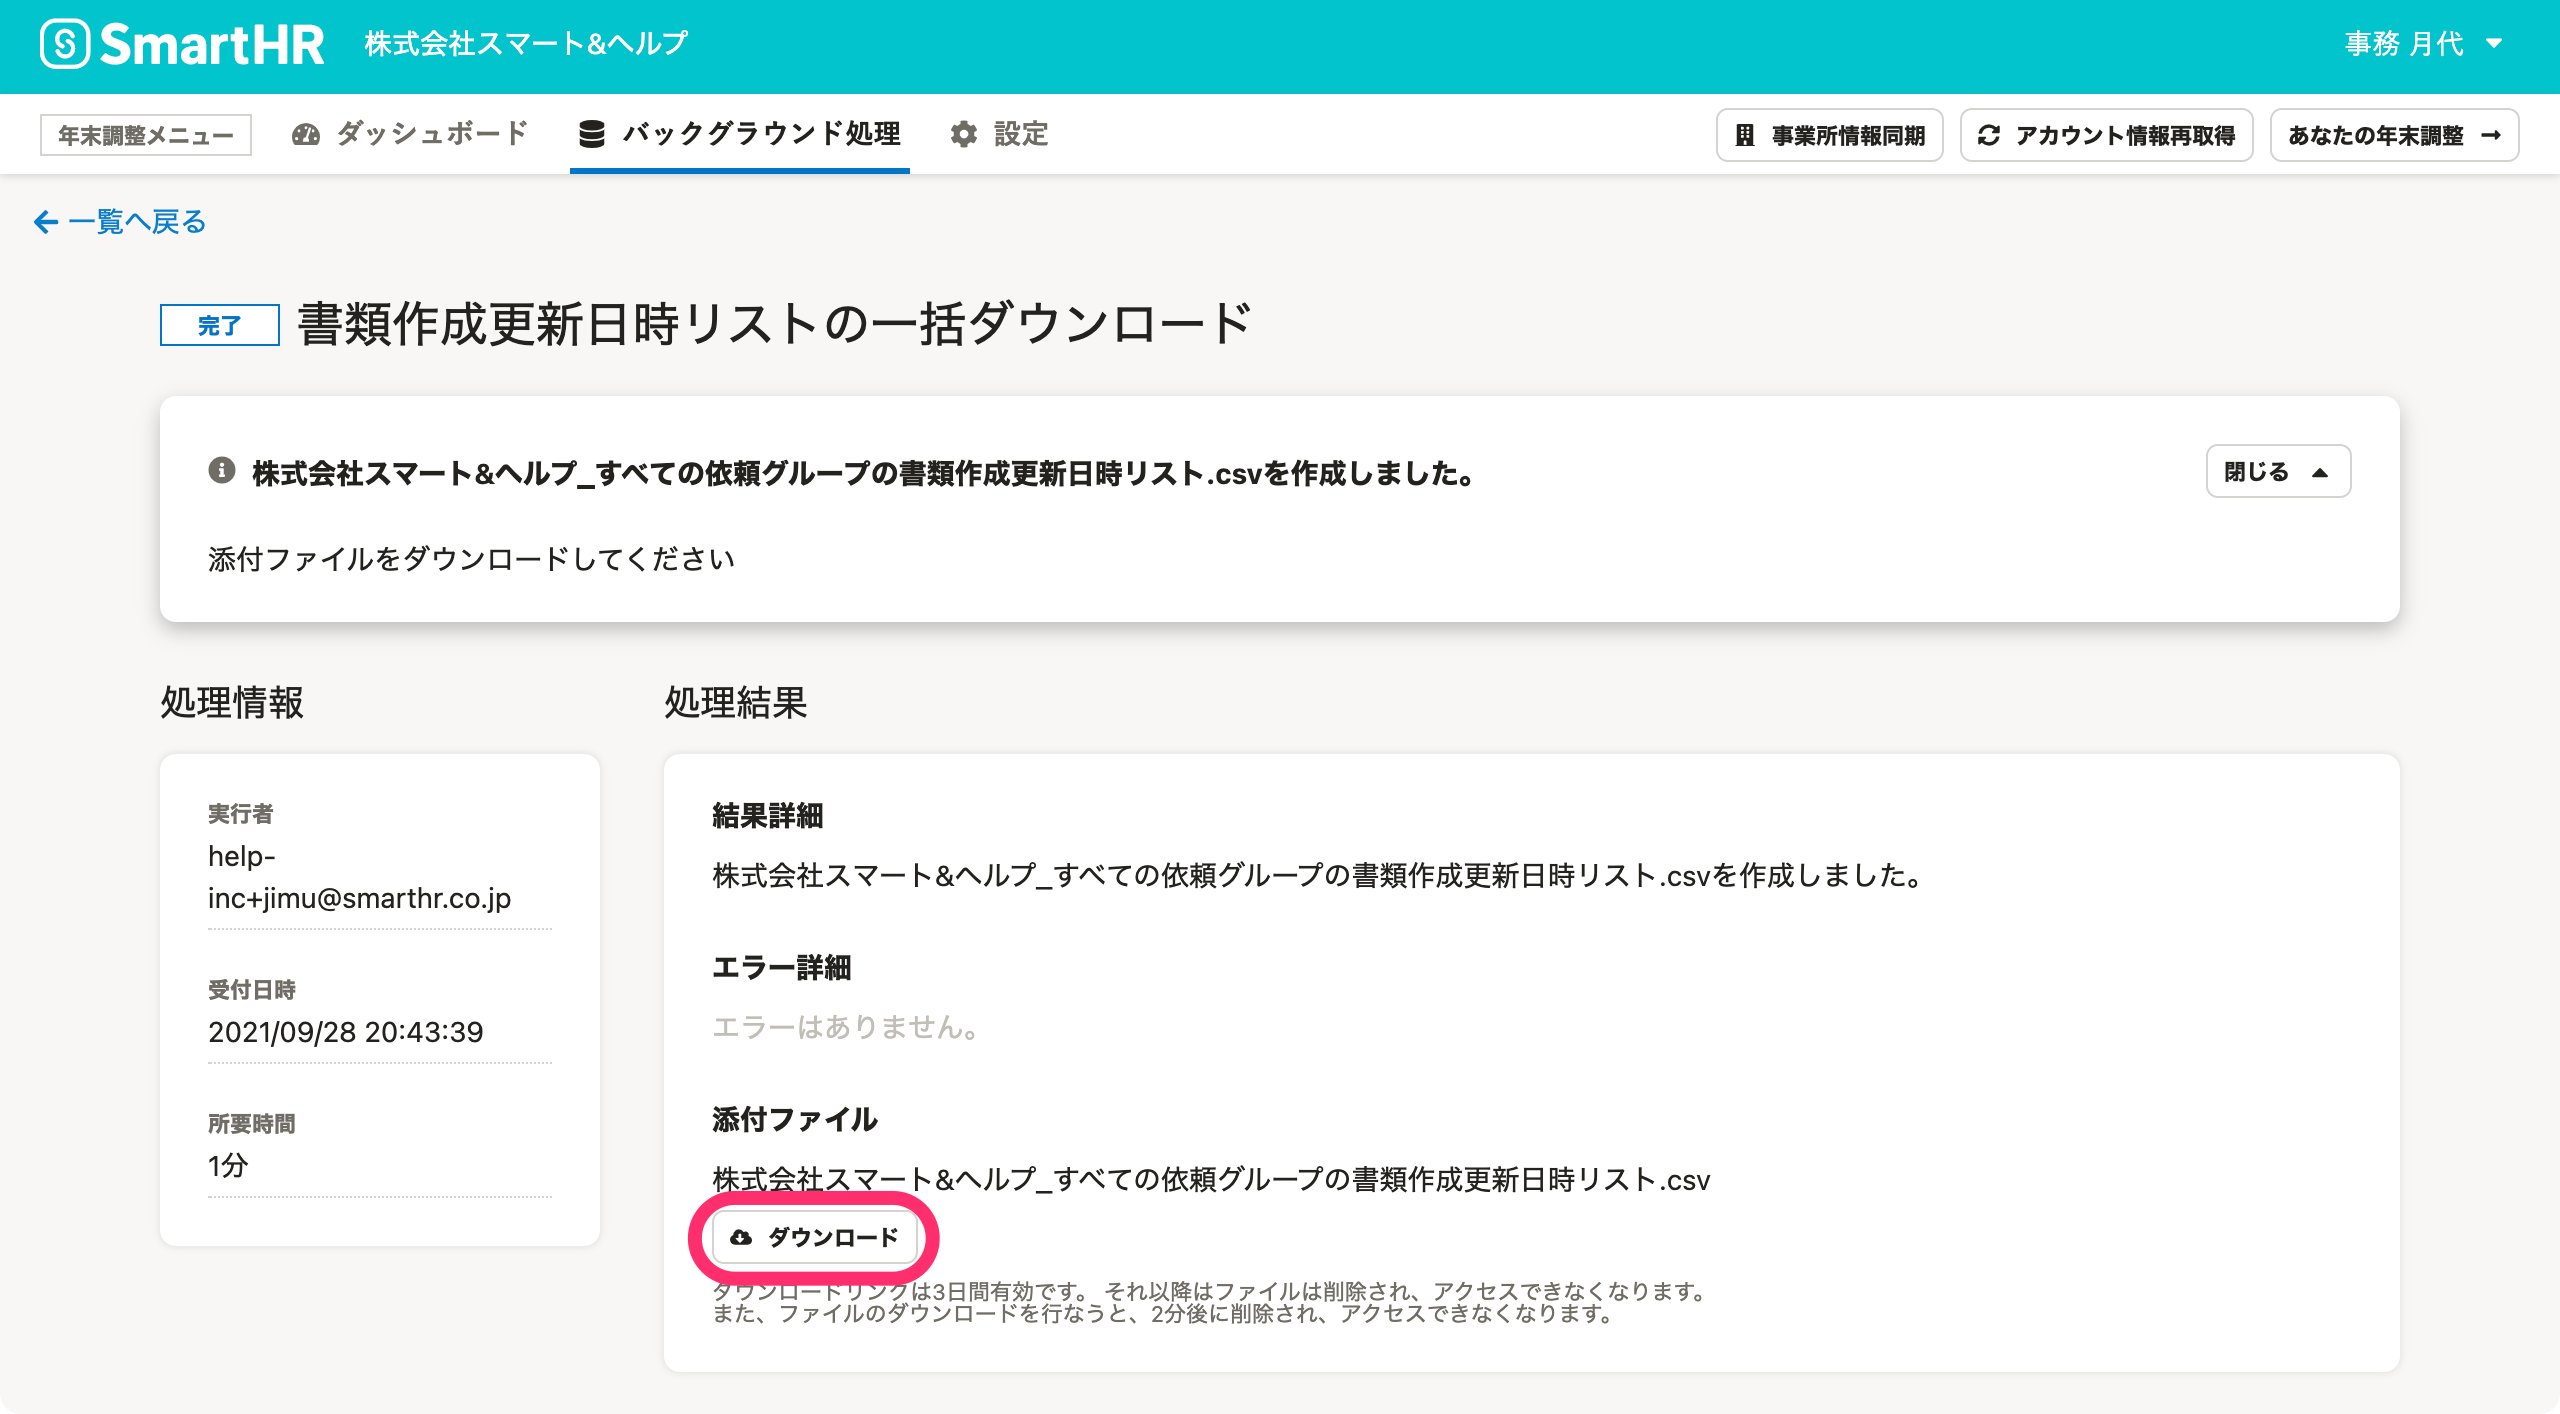 SmartHR 株式会社スマート&ヘルプ 事務 月代
年末調整メニュー ダッシュボード バックグラウンド処理 設定 事業所情報同期 アカウント情報再取得 あなたの年末調整 →
← 一覧へ戻る
完了 書類作成更新日時リストの一括ダウンロード
株式会社スマート&ヘルプ_すべての依頼グループの書類作成更新日時リスト.csvを作成しました。 閉じる
添付ファイルをダウンロードしてください
処理情報
実行者
help-
inc+jimu@smarthr.co.jp
受付日時
2021/09/28 20:43:39
所要時間
1分
処理結果
結果詳細
株式会社スマート&ヘルプ_すべての依頼グループの書類作成更新日時リスト.csvを作成しました。
エラー詳細
エラーはありません。
添付ファイル
株式会社スマート&ヘルプ_すべての依頼グループの書類作成更新日時リスト.csv
ダウンロード
ダウンロードリンクは3日間有効です。 それ以降はファイルは削除され、アクセスできなくなります。
また、ファイルのダウンロードを行なうと、2分後に削除され、アクセスできなくなります。